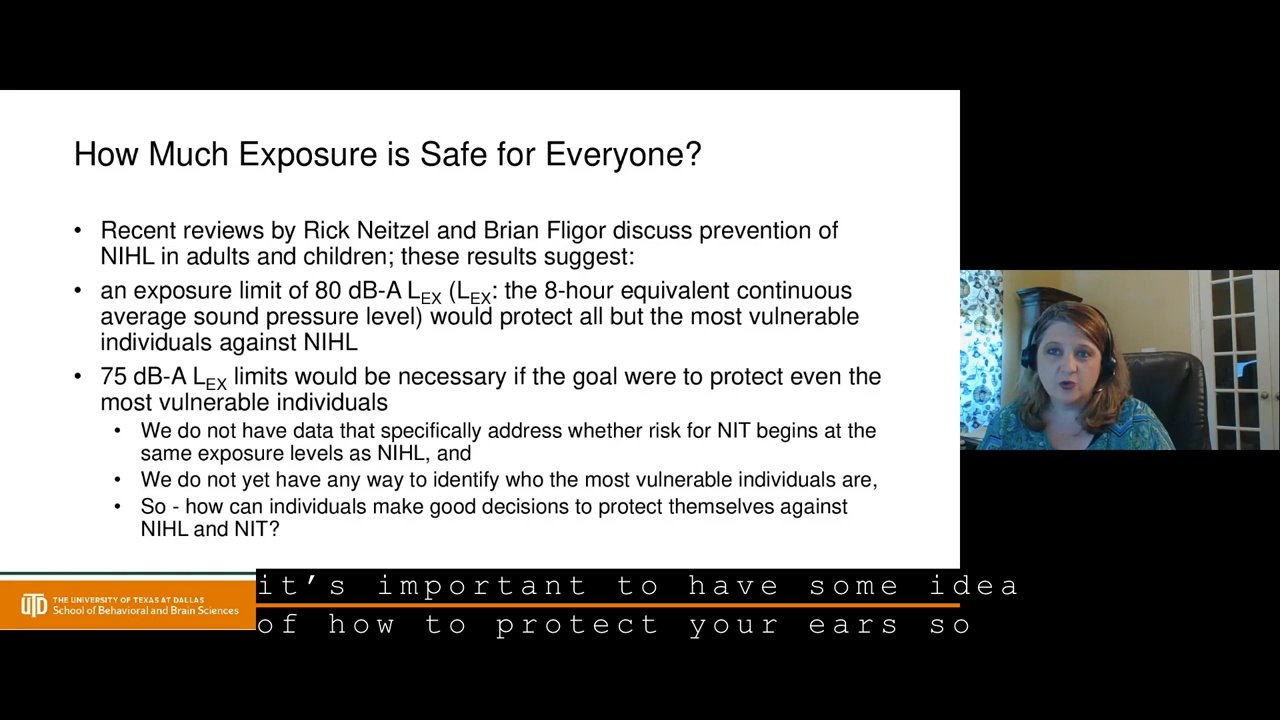 How Much Exposure is Safe for Everyone?
• Recent reviews by Rick Neitzel and Brian Fligor discuss prevention of
NIHL in adults and children; these results suggest:
• an exposure limit of 80 dB-A LEX (LEX: the 8-hour equivalent continuous
average sound pressure level) would protect all but the most vulnerable
individuals against NIHL
• 75 dB-A LEX limits would be necessary if the goal were to protect even the
most vulnerable individuals
• We do not have data that specifically address whether risk for NIT begins at the
same exposure levels as NIHL, and
• We do not yet have any way to identify who the most vulnerable individuals are,
• So - how can individuals make good decisions to protect themselves against
NIHL and NIT?
UTD
THE UNIVERSITY OF TEXAS AT DALLAS
School of Behavioral and Brain Sciences
it’s important to have some idea
of how to protect your ears so